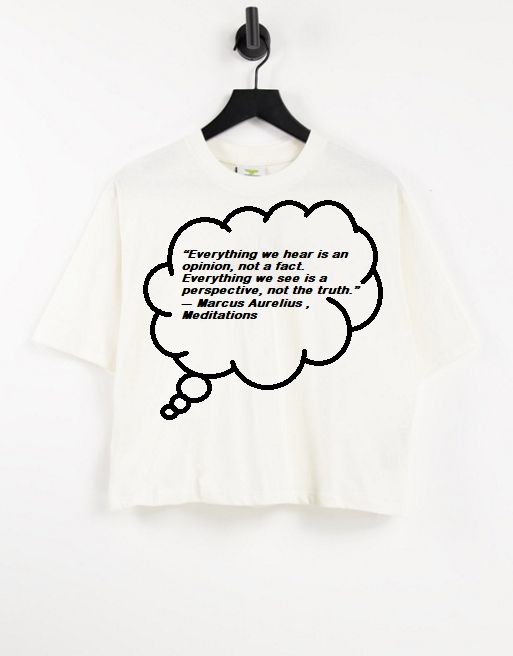 "Everything we hear is an
opinion, not a fact.
Everything we see is a
perspective, not the truth."
― Marcus Aurelius ,
Meditations